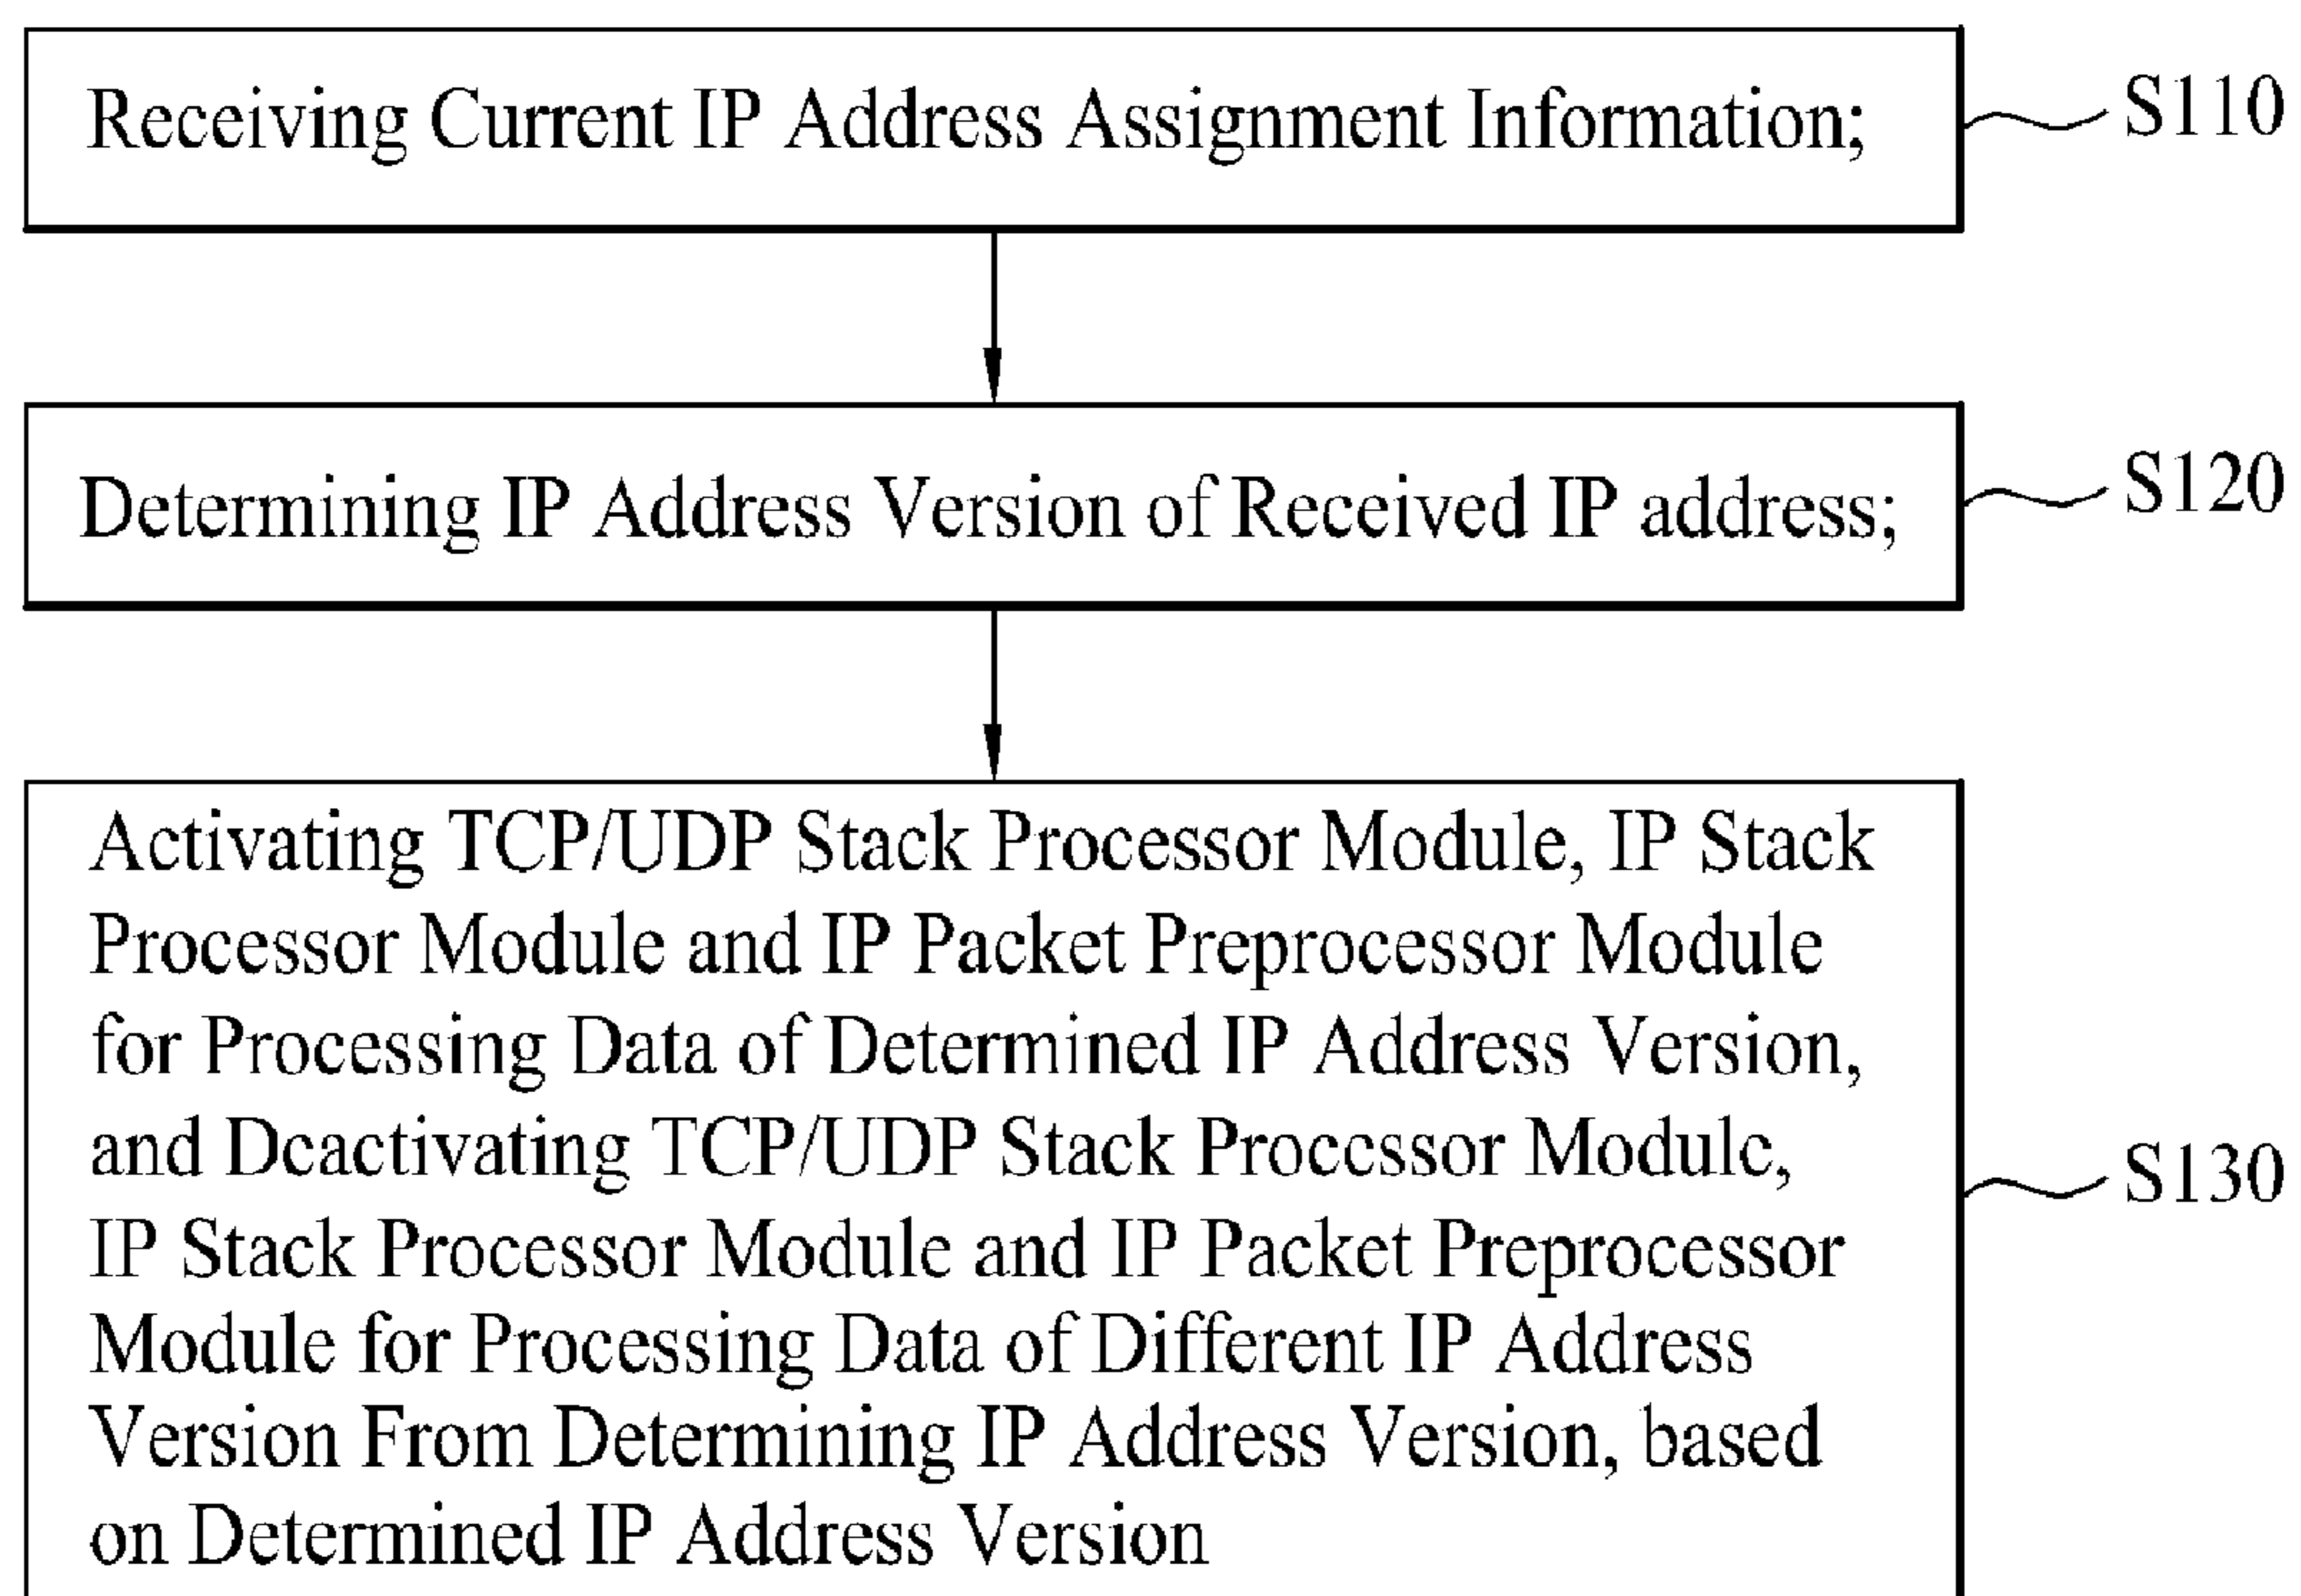 Receiving Current IP Address Assignment Information;
S110
Determining IP Address Version of Received IP address;
S120
Activating TCP/UDP Stack Processor Module, IP Stack
Processor Module and IP Packet Preprocessor Module
for Processing Data of Determined IP Address Version,
and Deactivating TCP/UDP Stack Processor Module,
IP Stack Processor Module and IP Packet Preprocessor
Module for Processing Data of Different IP Address
Version From Determining IP Address Version, based
on Determined IP Address Version
S130